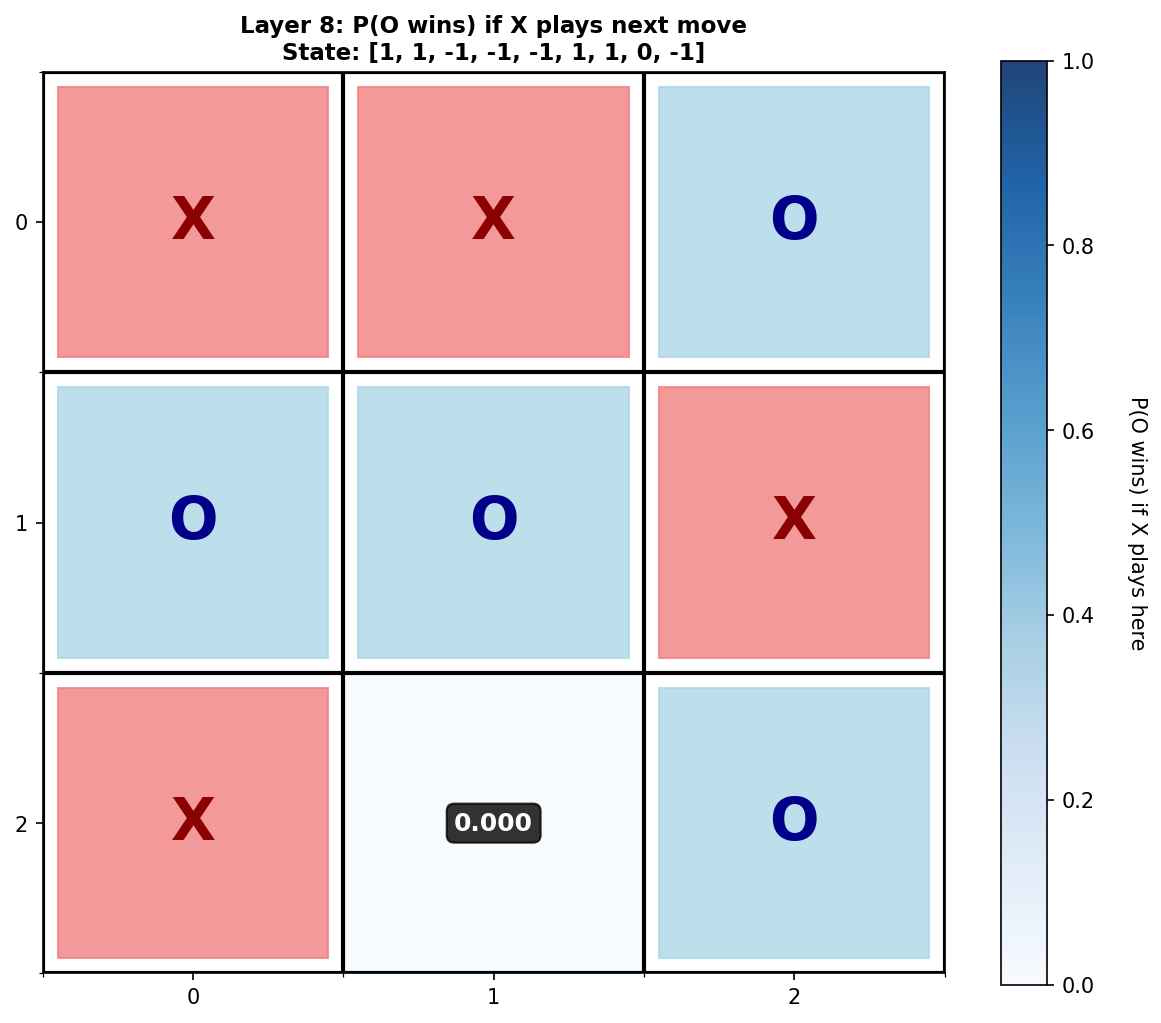 Layer 8: P(O wins) if X plays next move
State: [1, 1, -1, -1, -1, 1, 1, 0, -1]
X X O
O O X
X 0.000 O
0
1
2
0 1 2
1.0
0.8
0.6
0.4
0.2
0.0
P(O wins) if X plays here